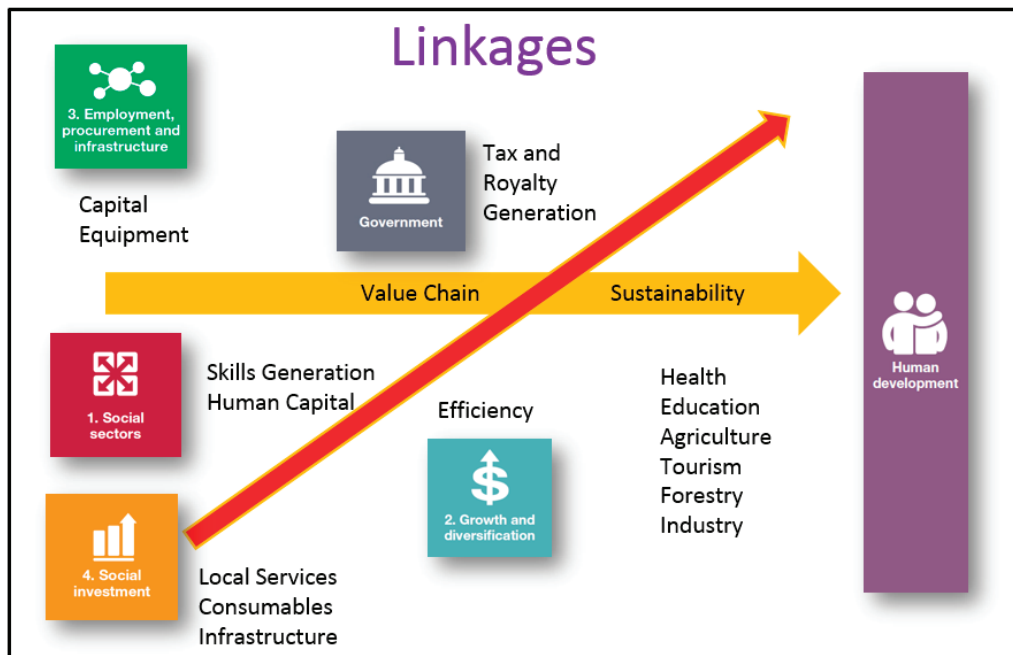 Linkages
3. Employment,
procurement and
infrastructure
Capital
Equipment
Government
Tax and
Royalty
Generation
Value Chain
Sustainability
1. Social
sectors
Skills Generation
Human Capital
Efficiency
2. Growth and
diversification
Health
Education
Agriculture
Tourism
Forestry
Industry
Human
development
4. Social
investment
Local Services
Consumables
Infrastructure